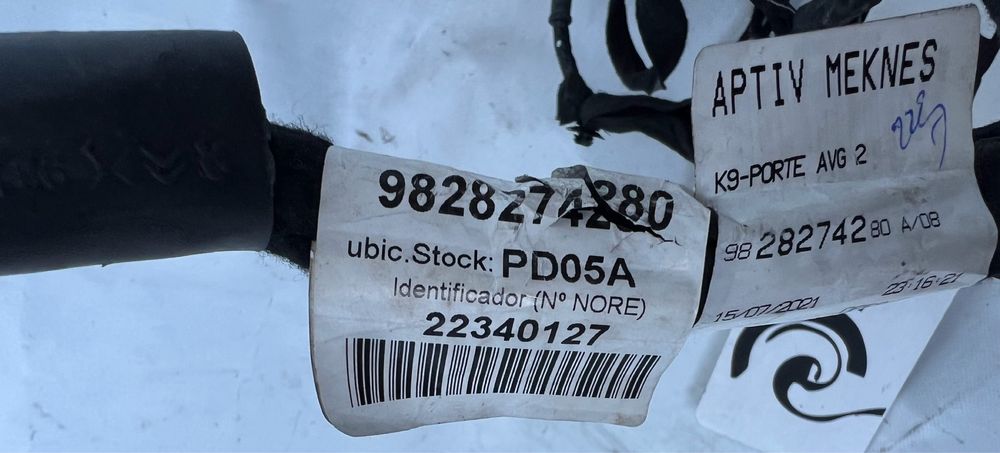 9828274280
ubic.Stock: PD05A
Identificador (Nº NORE)
22340127
APTIV MEKNES
K9-PORTE AVG 2
98 282742 80 A/08
15/07/2021 23:16:21